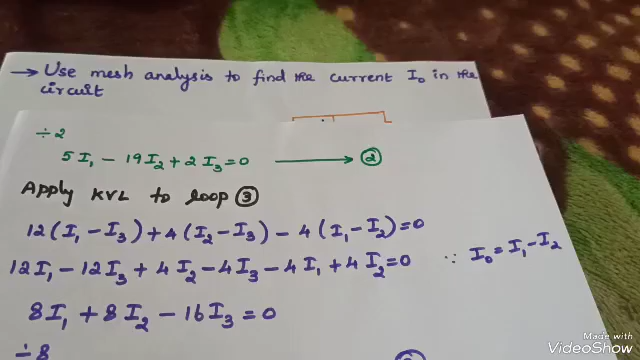 → Use mesh analysis to find the current I₀ in the
circuit
÷2
5I₁ - 19I₂ + 2I₃ = 0 → ②
Apply KVL to loop ③
12(I₁ - I₃) + 4(I₂ - I₃) - 4(I₁ - I₂) = 0
12I₁ - 12I₃ + 4I₂ - 4I₃ - 4I₁ + 4I₂ = 0 ∵ I₀ = I₁ - I₂
8I₁ + 8I₂ - 16I₃ = 0
÷8
Made with
VideoShow